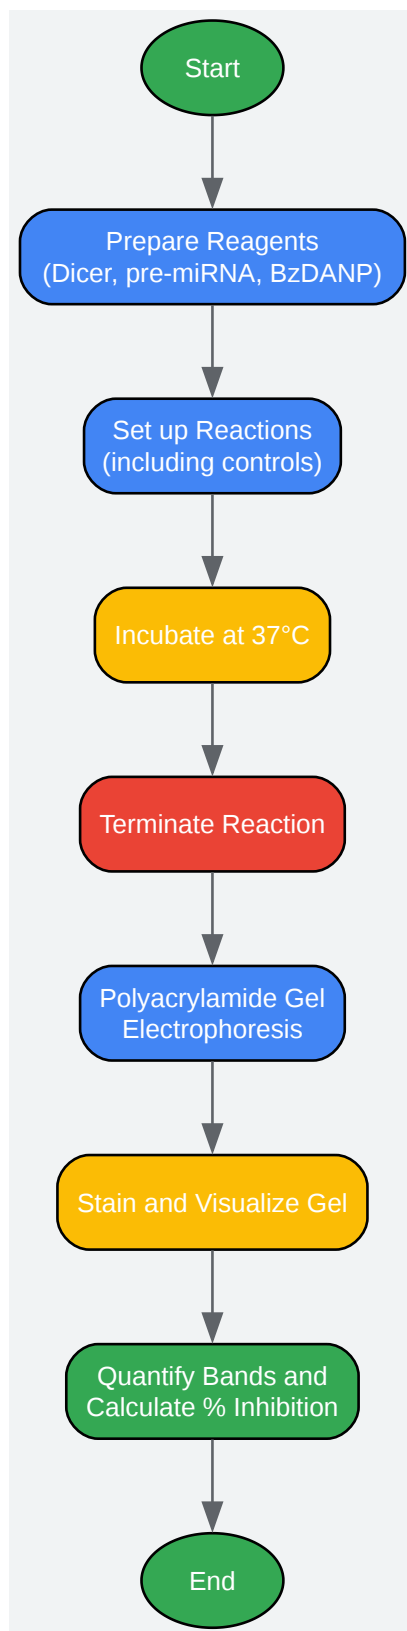 Start
Prepare Reagents
(Dicer, pre-miRNA, BzDANP)
Set up Reactions
(including controls)
Incubate at 37°C
Terminate Reaction
Polyacrylamide Gel
Electrophoresis
Stain and Visualize Gel
Quantify Bands and
Calculate % Inhibition
End